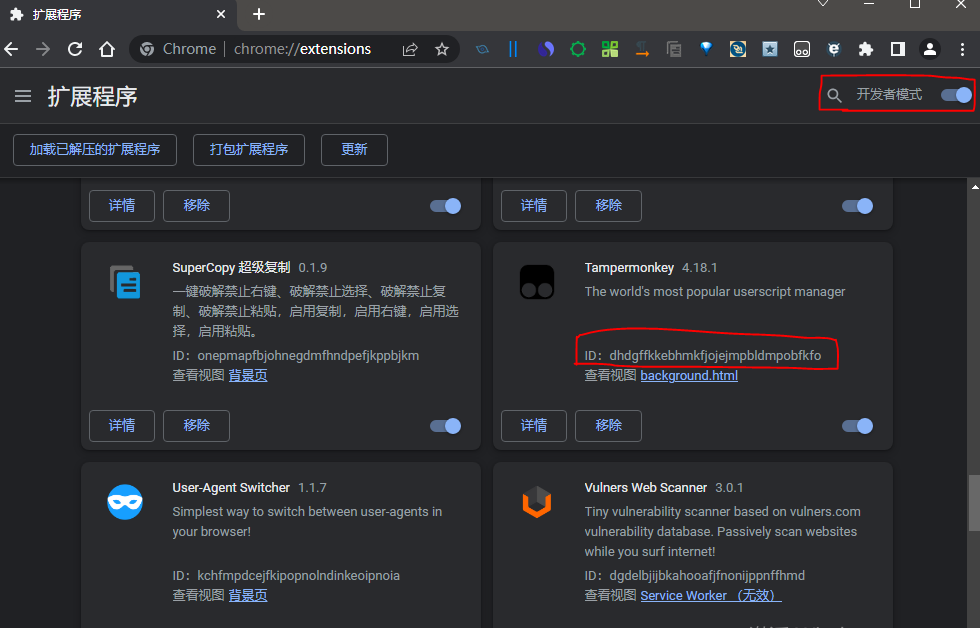 扩展程序
Chrome
chrome://extensions
扩展程序
开发者模式
加载已解压的扩展程序
打包扩展程序
更新
详情
移除
详情
移除
SuperCopy 超级复制 0.1.9
一键破解禁止右键、破解禁止选择、破解禁止复
制、破解禁止粘贴，启用复制，启用右键，启用选
择，启用粘贴。
ID：onepmapfbjohnegdmfhndpefjkppbjkm
查看视图 背景页
详情
移除
Tampermonkey 4.18.1
The world's most popular userscript manager
ID：dhdgffkkebhmkfjojejmpbldmpobfkfo
查看视图 background.html
详情
移除
User-Agent Switcher 1.1.7
Simplest way to switch between user-agents in
your browser!
ID：kchfmpdcejfkipopnolndinkeoipnoia
查看视图 背景页
Vulners Web Scanner 3.0.1
Tiny vulnerability scanner based on vulners.com
vulnerability database. Passively scan websites
while you surf internet!
ID：dgdelbjijbkahooafjfnonijppnffhmd
查看视图 Service Worker （无效）